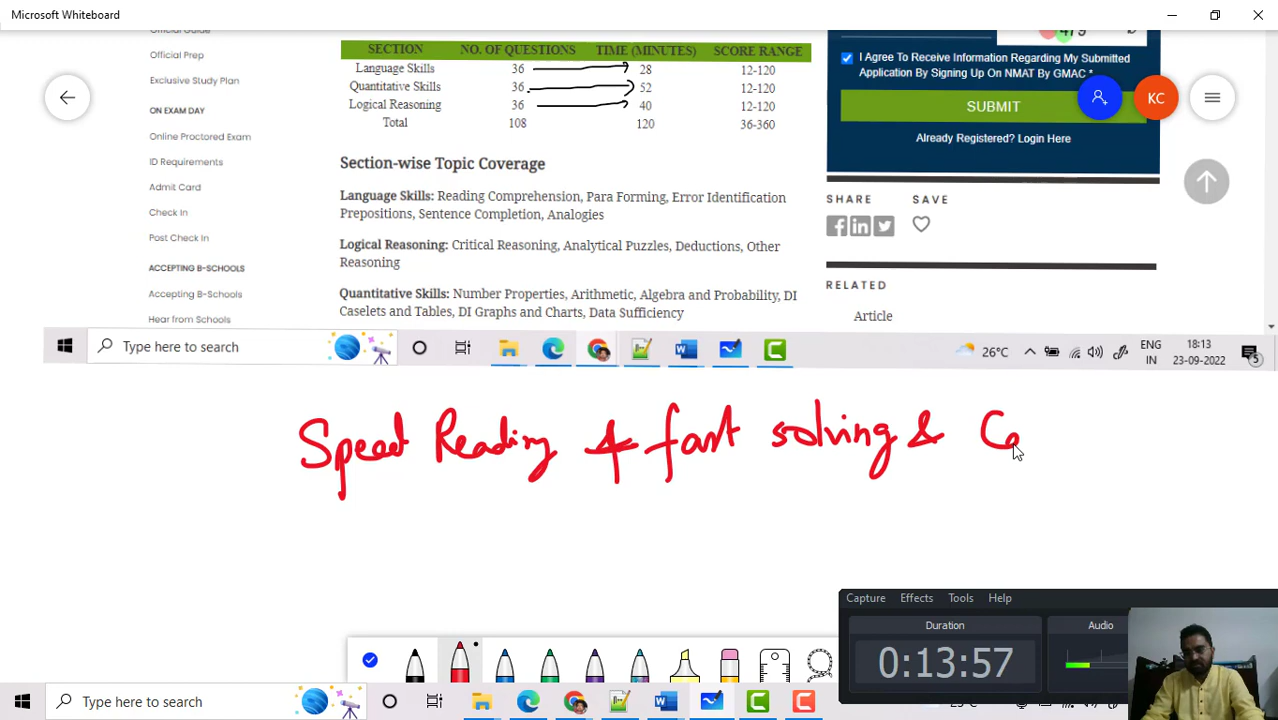 Microsoft Whiteboard
Official Prep
Exclusive Study Plan
ON EXAM DAY
Online Proctored Exam
ID Requirements
Admit Card
Check In
Post Check In
ACCEPTING B-SCHOOLS
Accepting B-Schools
Hear from Schools
SECTION NO. OF QUESTIONS TIME (MINUTES) SCORE RANGE
Language Skills 36 28 12-120
Quantitative Skills 36 52 12-120
Logical Reasoning 36 40 12-120
Total 108 120 36-360
Section-wise Topic Coverage
Language Skills: Reading Comprehension, Para Forming, Error Identification
Prepositions, Sentence Completion, Analogies
Logical Reasoning: Critical Reasoning, Analytical Puzzles, Deductions, Other
Reasoning
Quantitative Skills: Number Properties, Arithmetic, Algebra and Probability, DI
Caselets and Tables, DI Graphs and Charts, Data Sufficiency
I Agree To Receive Information Regarding My Submitted
Application By Signing Up On NMAT By GMAC *
SUBMIT
KC
Already Registered? Login Here
SHARE SAVE
RELATED
Article
Type here to search
26°C
ENG
IN
18:13
23-09-2022
5
Speed Reading & fast solving & Co
Capture Effects Tools Help
Duration
Audio
0:13:57
Type here to search